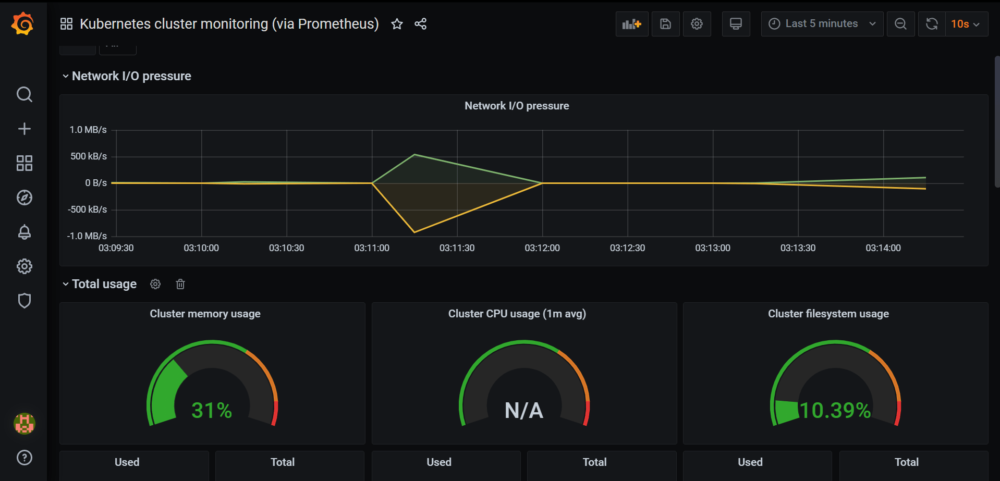 Kubernetes cluster monitoring (via Prometheus)
Last 5 minutes
10s
Network I/O pressure
Network I/O pressure
1.0 MB/s
500 kB/s
0 B/s
-500 kB/s
-1.0 MB/s
03:09:30 03:10:00 03:10:30 03:11:00 03:11:30 03:12:00 03:12:30 03:13:00 03:13:30 03:14:00
Total usage
Cluster memory usage
31%
Cluster CPU usage (1m avg)
N/A
Cluster filesystem usage
10.39%
Used
Total
Used
Total
Used
Total